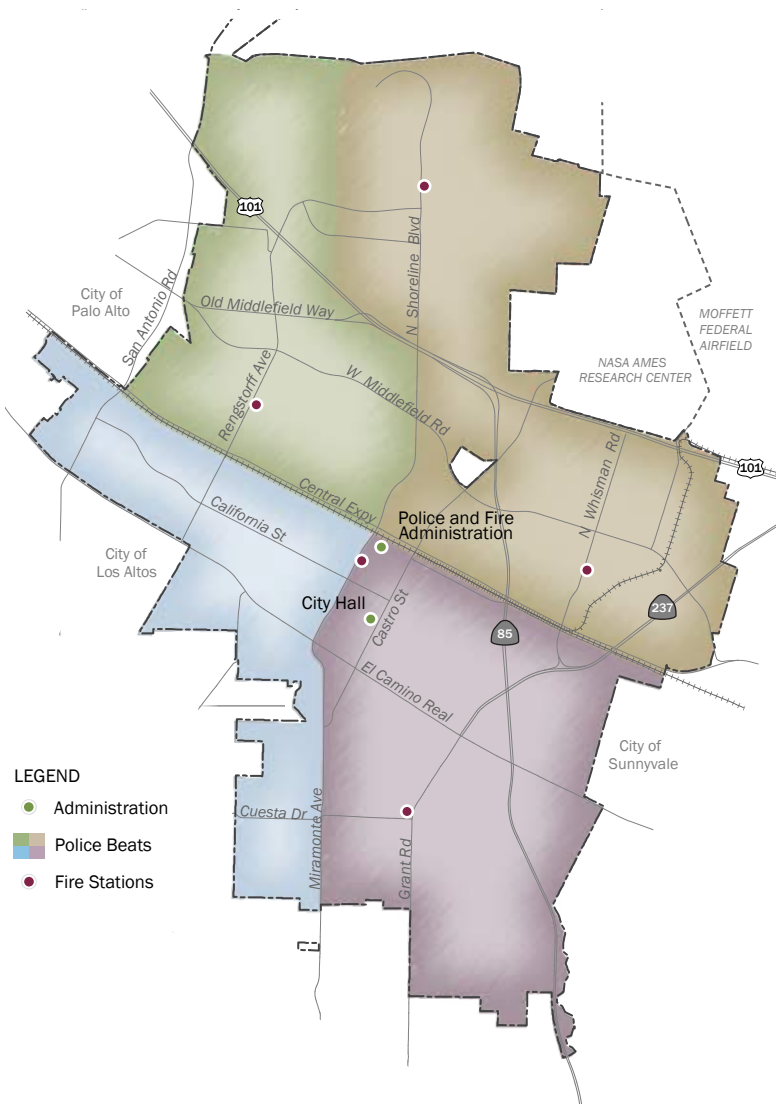 101
N Shoreline Blvd
City of
Palo Alto
San Antonio Rd
Old Middlefield Way
MOFFETT
FEDERAL
AIRFIELD
NASA AMES
RESEARCH CENTER
Rengstorff Ave
W Middlefield Rd
N Whisman Rd
101
Central Expy
California St
Police and Fire
Administration
City of
Los Altos
City Hall
Castro St
237
85
El Camino Real
City of
Sunnyvale
LEGEND
Administration
Police Beats
Fire Stations
Cuesta Dr
Miramonte Ave
Grant Rd